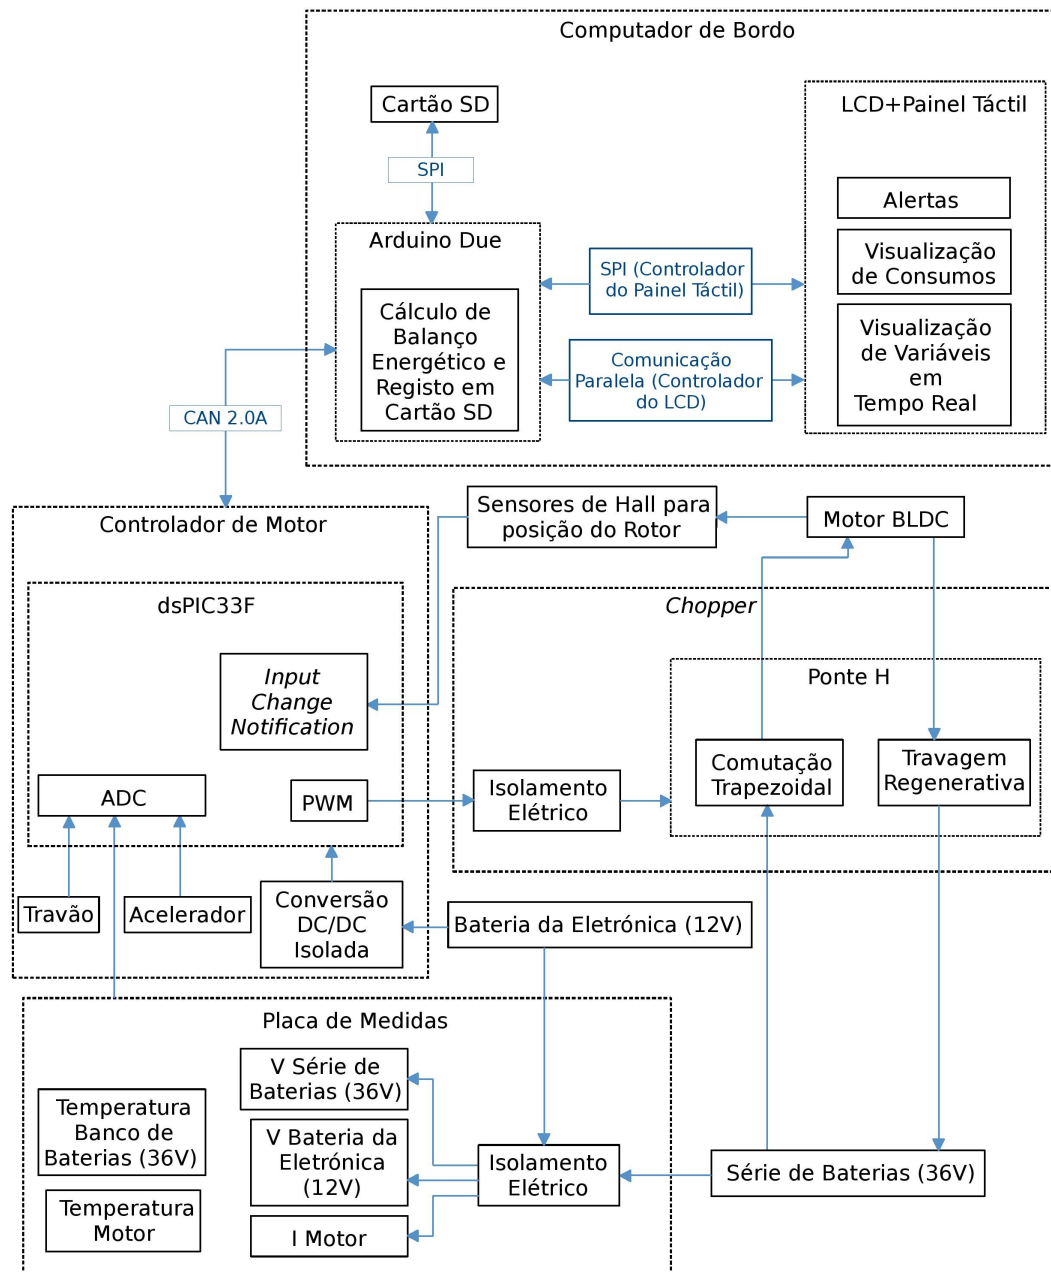 Computador de Bordo
Cartão SD
SPI
Arduino Due
Cálculo de
Balanço
Energético e
Registo em
Cartão SD
SPI (Controlador
do Painel Táctil)
Comunicação
Paralela (Controlador
do LCD)
LCD+Painel Táctil
Alertas
Visualização
de Consumos
Visualização
de Variáveis
em
Tempo Real
CAN 2.0A
Controlador de Motor
dsPIC33F
Input
Change
Notification
ADC
PWM
Travão
Acelerador
Conversão
DC/DC
Isolada
Sensores de Hall para
posição do Rotor
Motor BLDC
Chopper
Ponte H
Isolamento
Elétrico
Comutação
Trapezoidal
Travagem
Regenerativa
Bateria da Eletrónica (12V)
Placa de Medidas
Temperatura
Banco de
Baterias (36V)
Temperatura
Motor
V Série de
Baterias (36V)
V Bateria da
Eletrónica
(12V)
I Motor
Isolamento
Elétrico
Série de Baterias (36V)